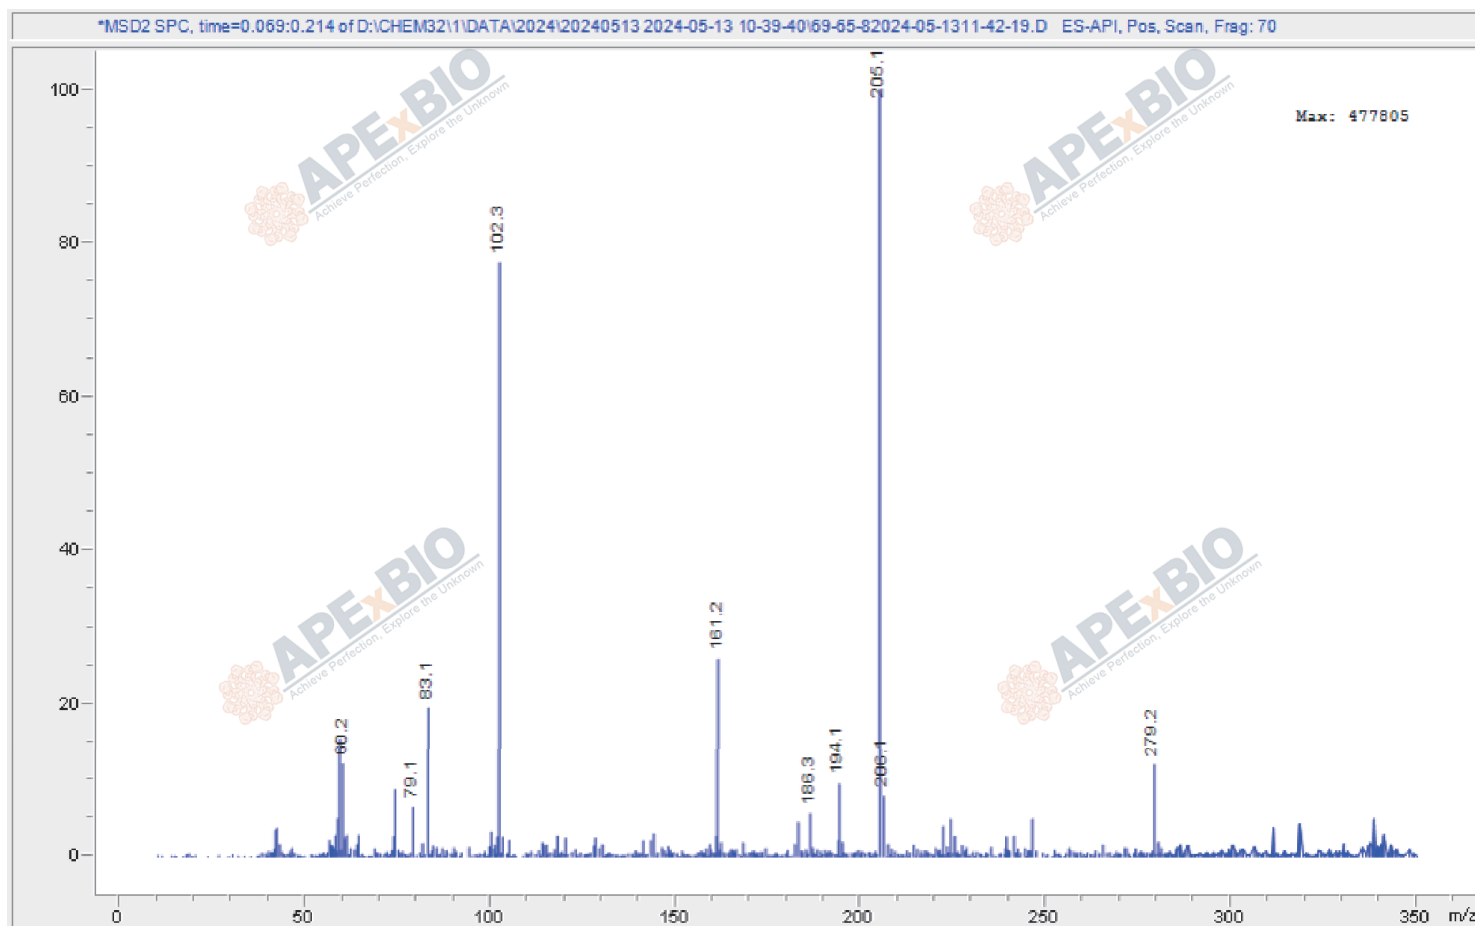 *MSD2 SPC, time=0.069:0.214 of D:\CHEM32\1\DATA\2024\20240513 2024-05-13 10-39-40\69-65-82024-05-1311-42-19.D ES-API, Pos, Scan, Frag: 70
Max: 477805
100
80
60
40
20
0
60.2
79.1
83.1
102.3
161.2
186.3
194.1
205.1
206.1
279.2
0 50 100 150 200 250 300 350 m/z
APExBIO
Achieve Perfection, Explore the Unknown
APExBIO
Achieve Perfection, Explore the Unknown
APExBIO
Achieve Perfection, Explore the Unknown
APExBIO
Achieve Perfection, Explore the Unknown